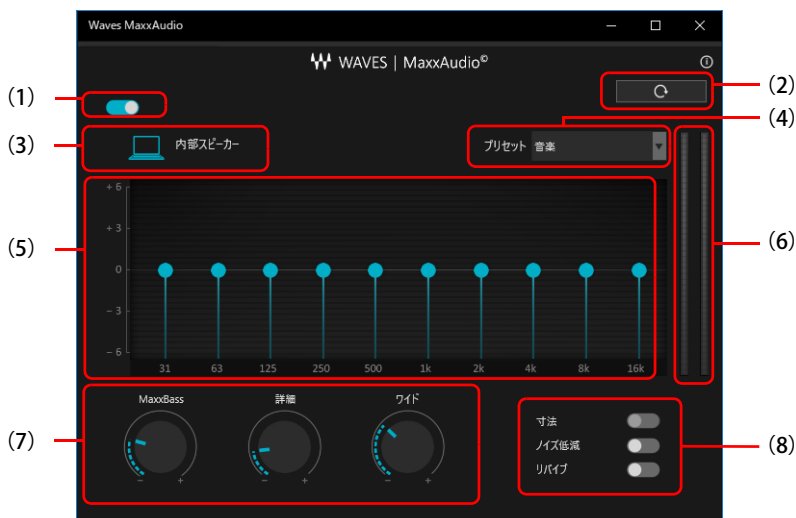 Waves MaxxAudio
WAVES | MaxxAudio©
(1)
(2)
(3)
内部スピーカー
(4)
プリセット 音楽
(5)
+ 6
+ 3
0
- 3
- 6
31 63 125 250 500 1k 2k 4k 8k 16k
(6)
(7)
MaxxBass 詳細 ワイド
- + - + - +
(8)
寸法
ノイズ低減
リバイブ